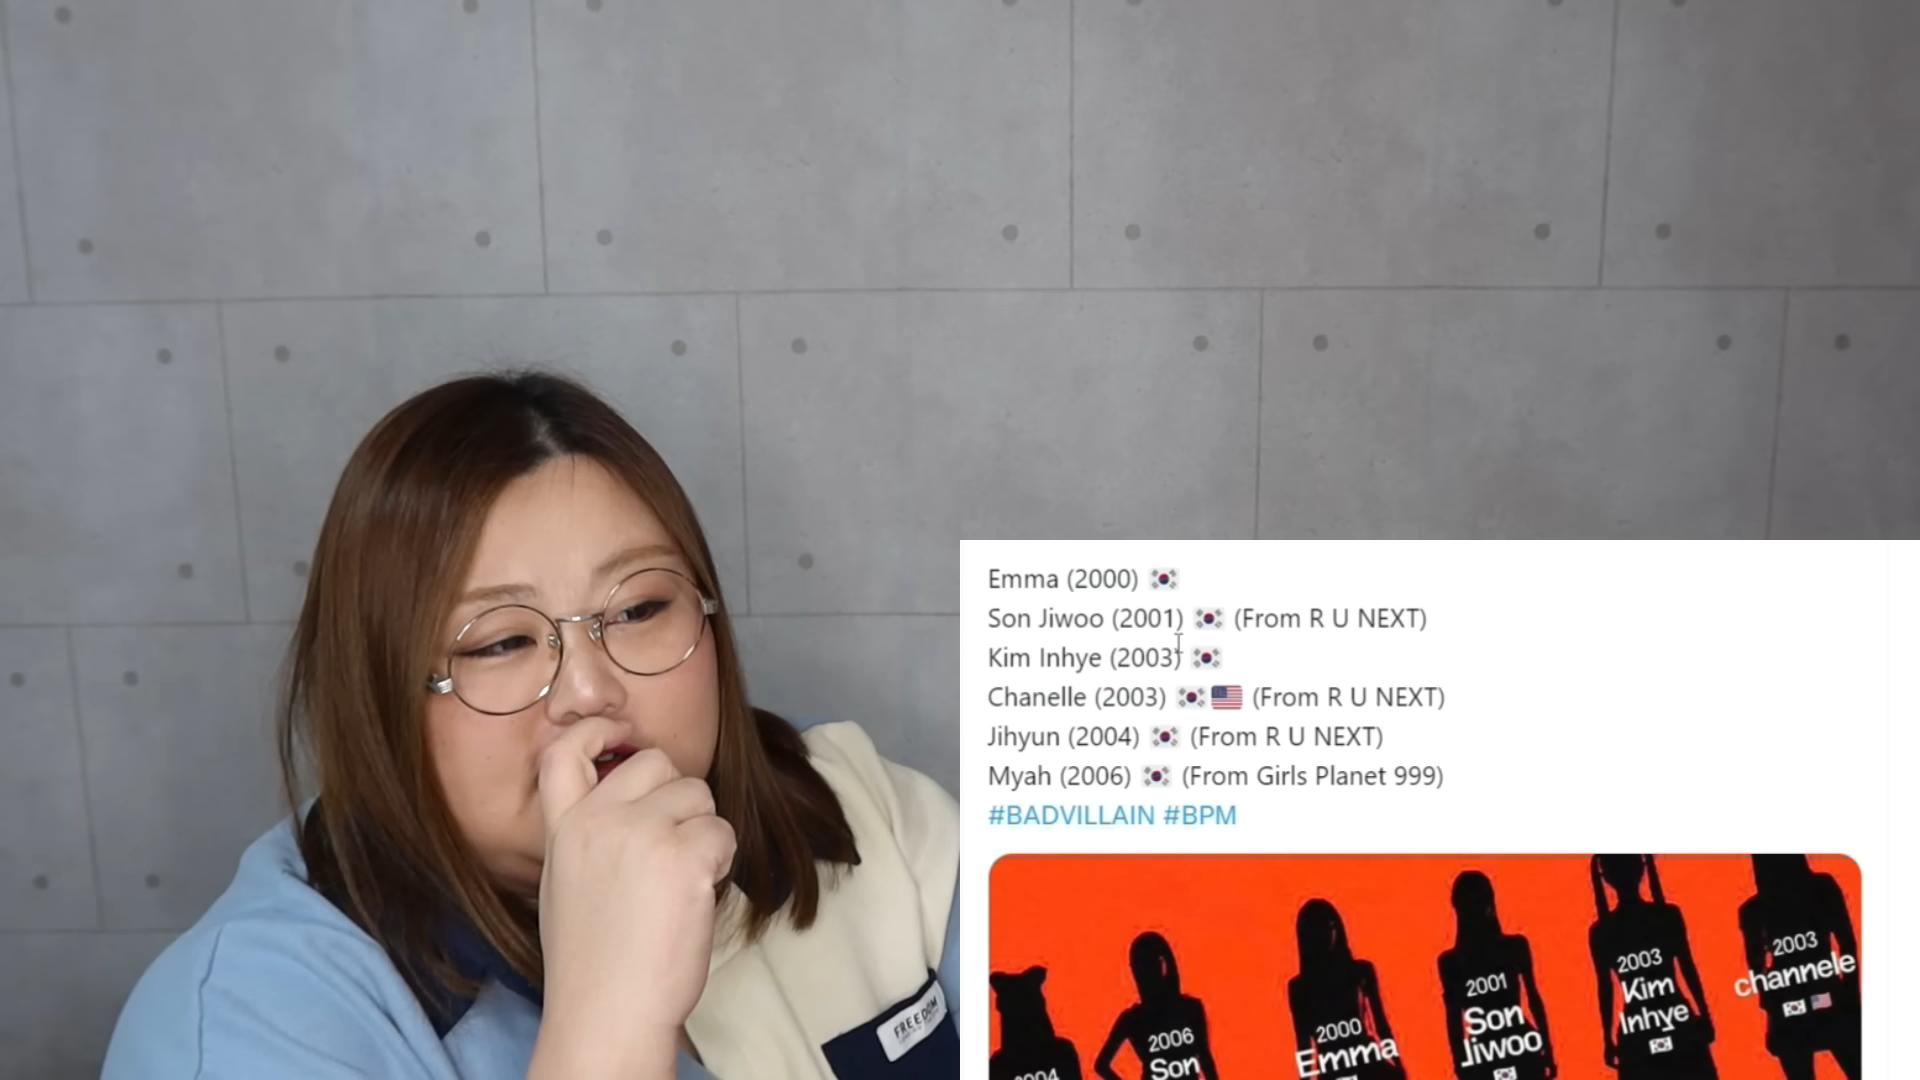 Emma (2000) 🇰🇷
Son Jiwoo (2001) 🇰🇷 (From R U NEXT)
Kim Inhye (2003) 🇰🇷
Chanelle (2003) 🇰🇷🇺🇸 (From R U NEXT)
Jihyun (2004) 🇰🇷 (From R U NEXT)
Myah (2006) 🇰🇷 (From Girls Planet 999)
#BADVILLAIN #BPM
2004
2006
Son
2000
Emma
2001
Son
Jiwoo
2003
Kim
Inhye
2003
channele
FREEDOM